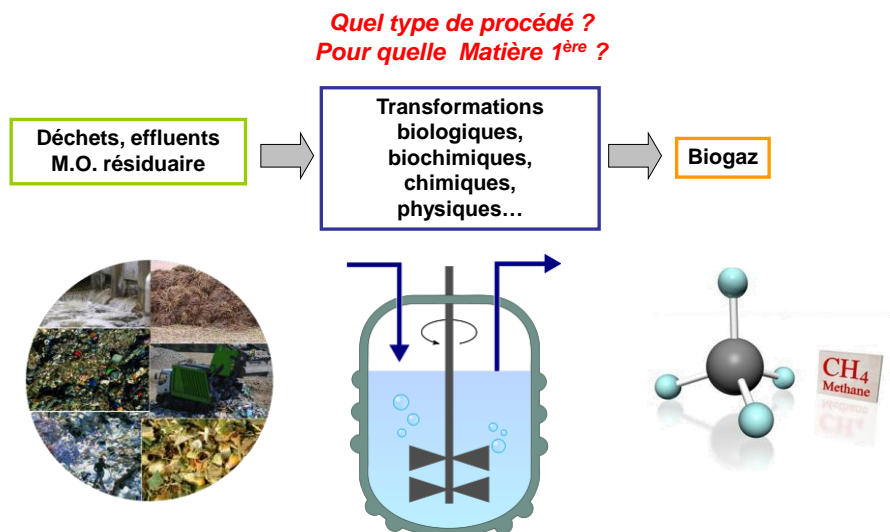 Quel type de procédé ?
Pour quelle Matière 1ère ?
Déchets, effluents
M.O. résiduaire
Transformations
biologiques,
biochimiques,
chimiques,
physiques…
Biogaz
CH4
Methane